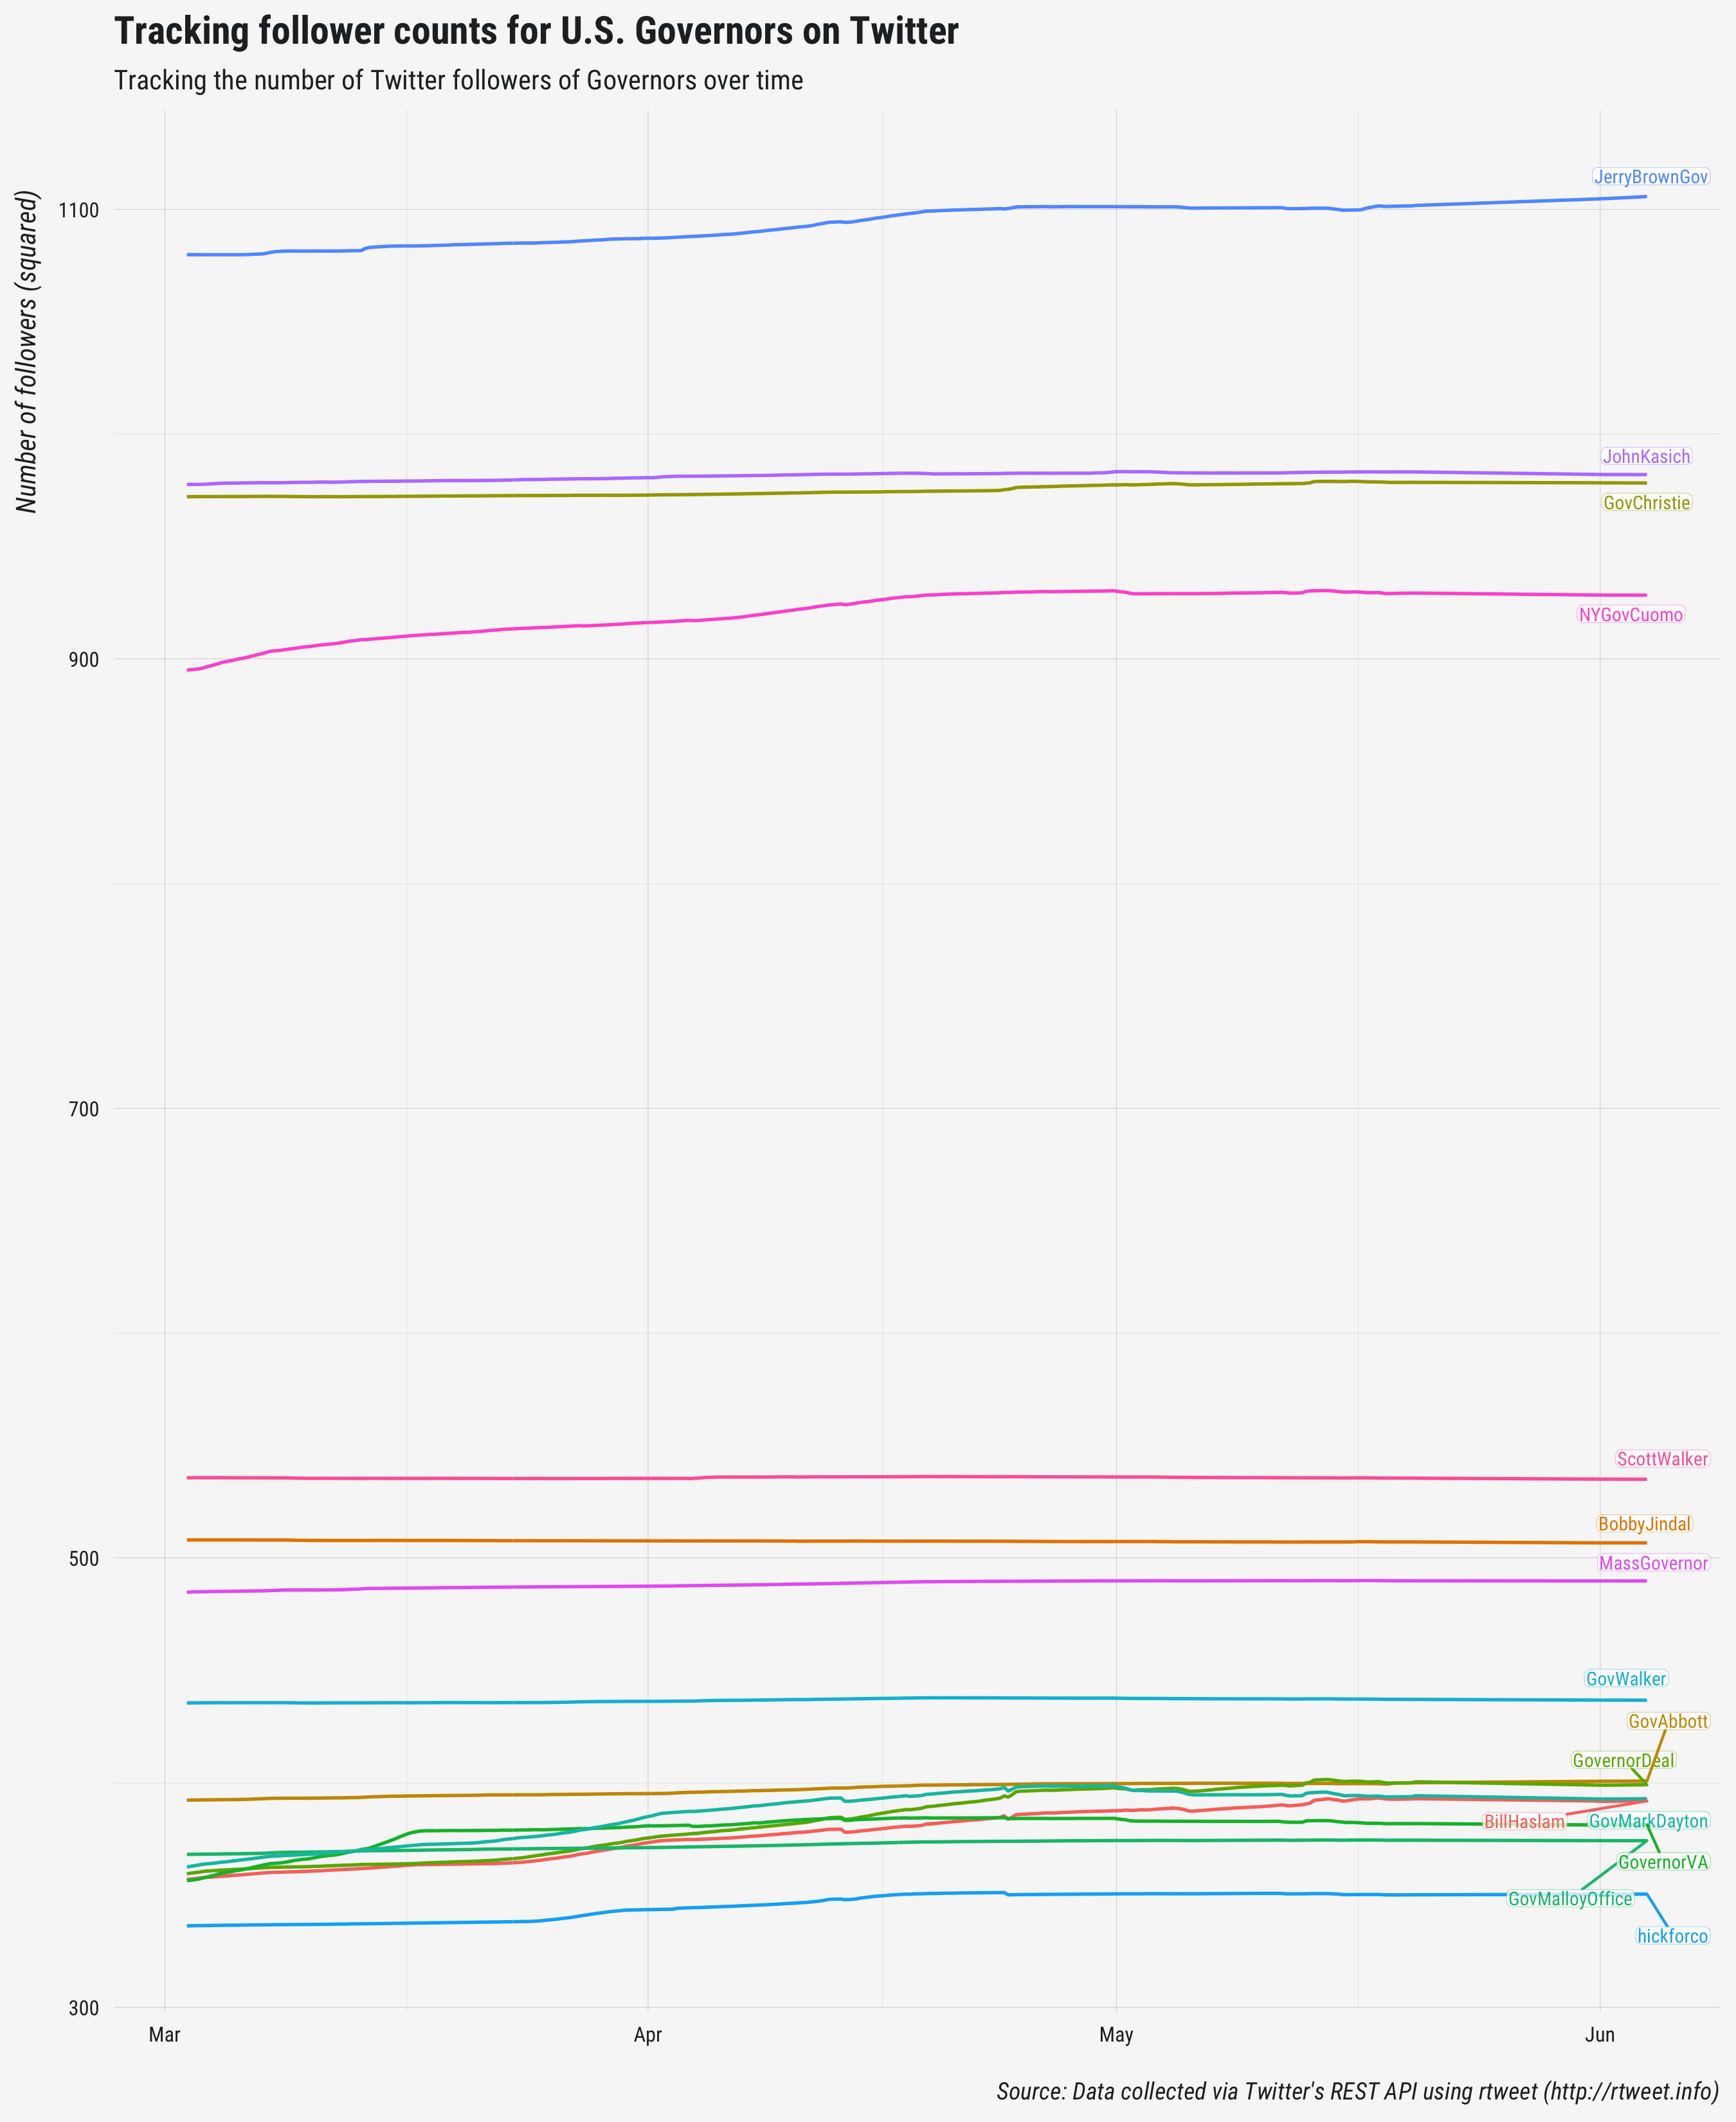 Tracking follower counts for U.S. Governors on Twitter
Tracking the number of Twitter followers of Governors over time
Number of followers (squared)
1100
900
700
500
300
JerryBrownGov
JohnKasich
GovChristie
NYGovCuomo
ScottWalker
BobbyJindal
MassGovernor
GovWalker
GovAbbott
GovernorDeal
BillHaslam
GovMarkDayton
GovernorVA
GovMalloyOffice
hickforco
Mar
Apr
May
Jun
Source: Data collected via Twitter's REST API using rtweet (http://rtweet.info)